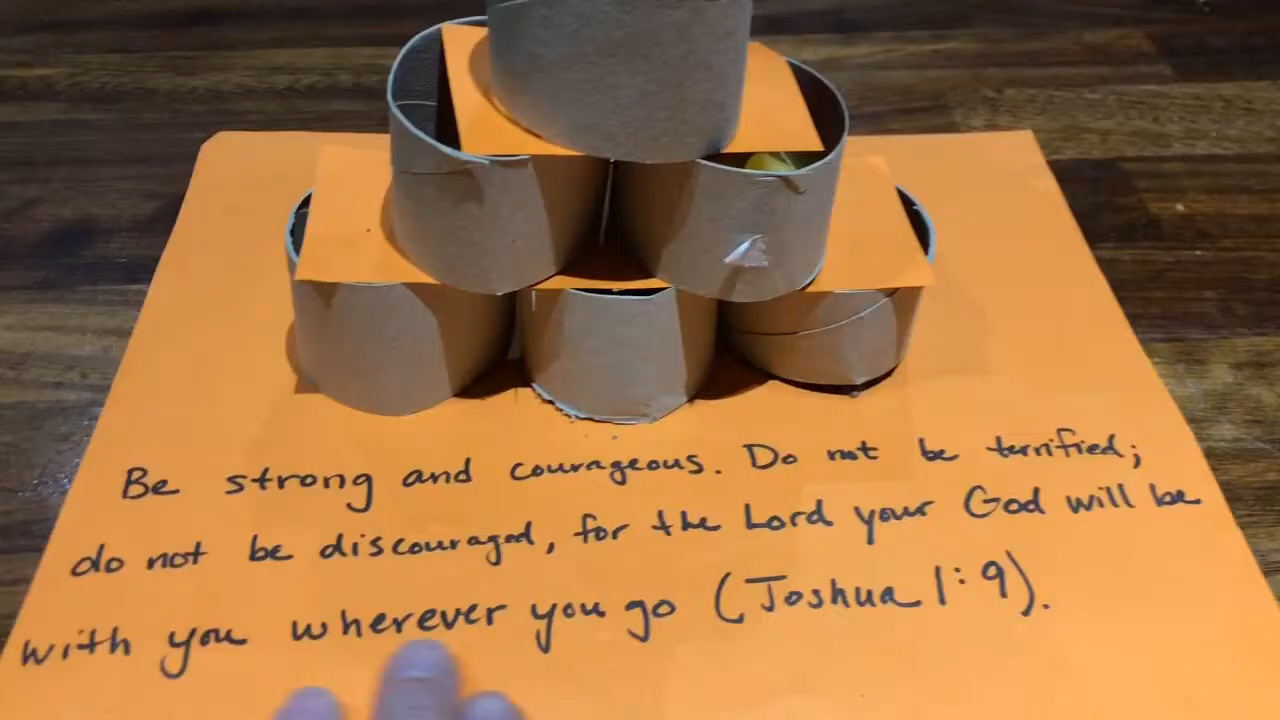 Be strong and courageous. Do not be terrified;
do not be discouraged, for the Lord your God will be
with you wherever you go (Joshua 1:9).